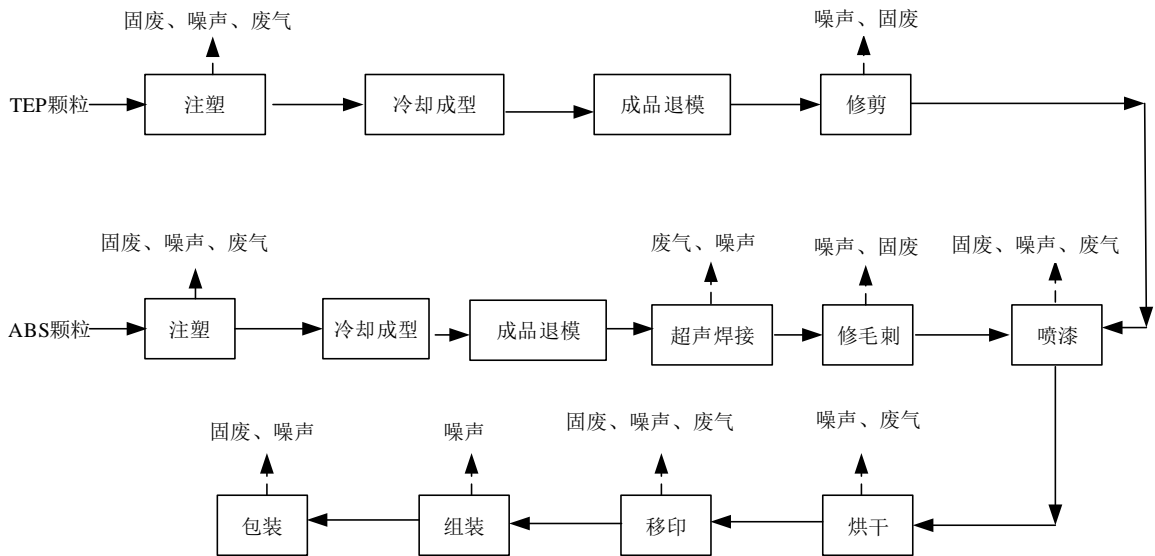 固废、噪声、废气
噪声、固废
TEP颗粒
注塑
冷却成型
成品退模
修剪
固废、噪声、废气
废气、噪声
噪声、固废
固废、噪声、废气
ABS颗粒
注塑
冷却成型
成品退模
超声焊接
修毛刺
喷漆
固废、噪声
噪声
固废、噪声、废气
噪声、废气
包装
组装
移印
烘干